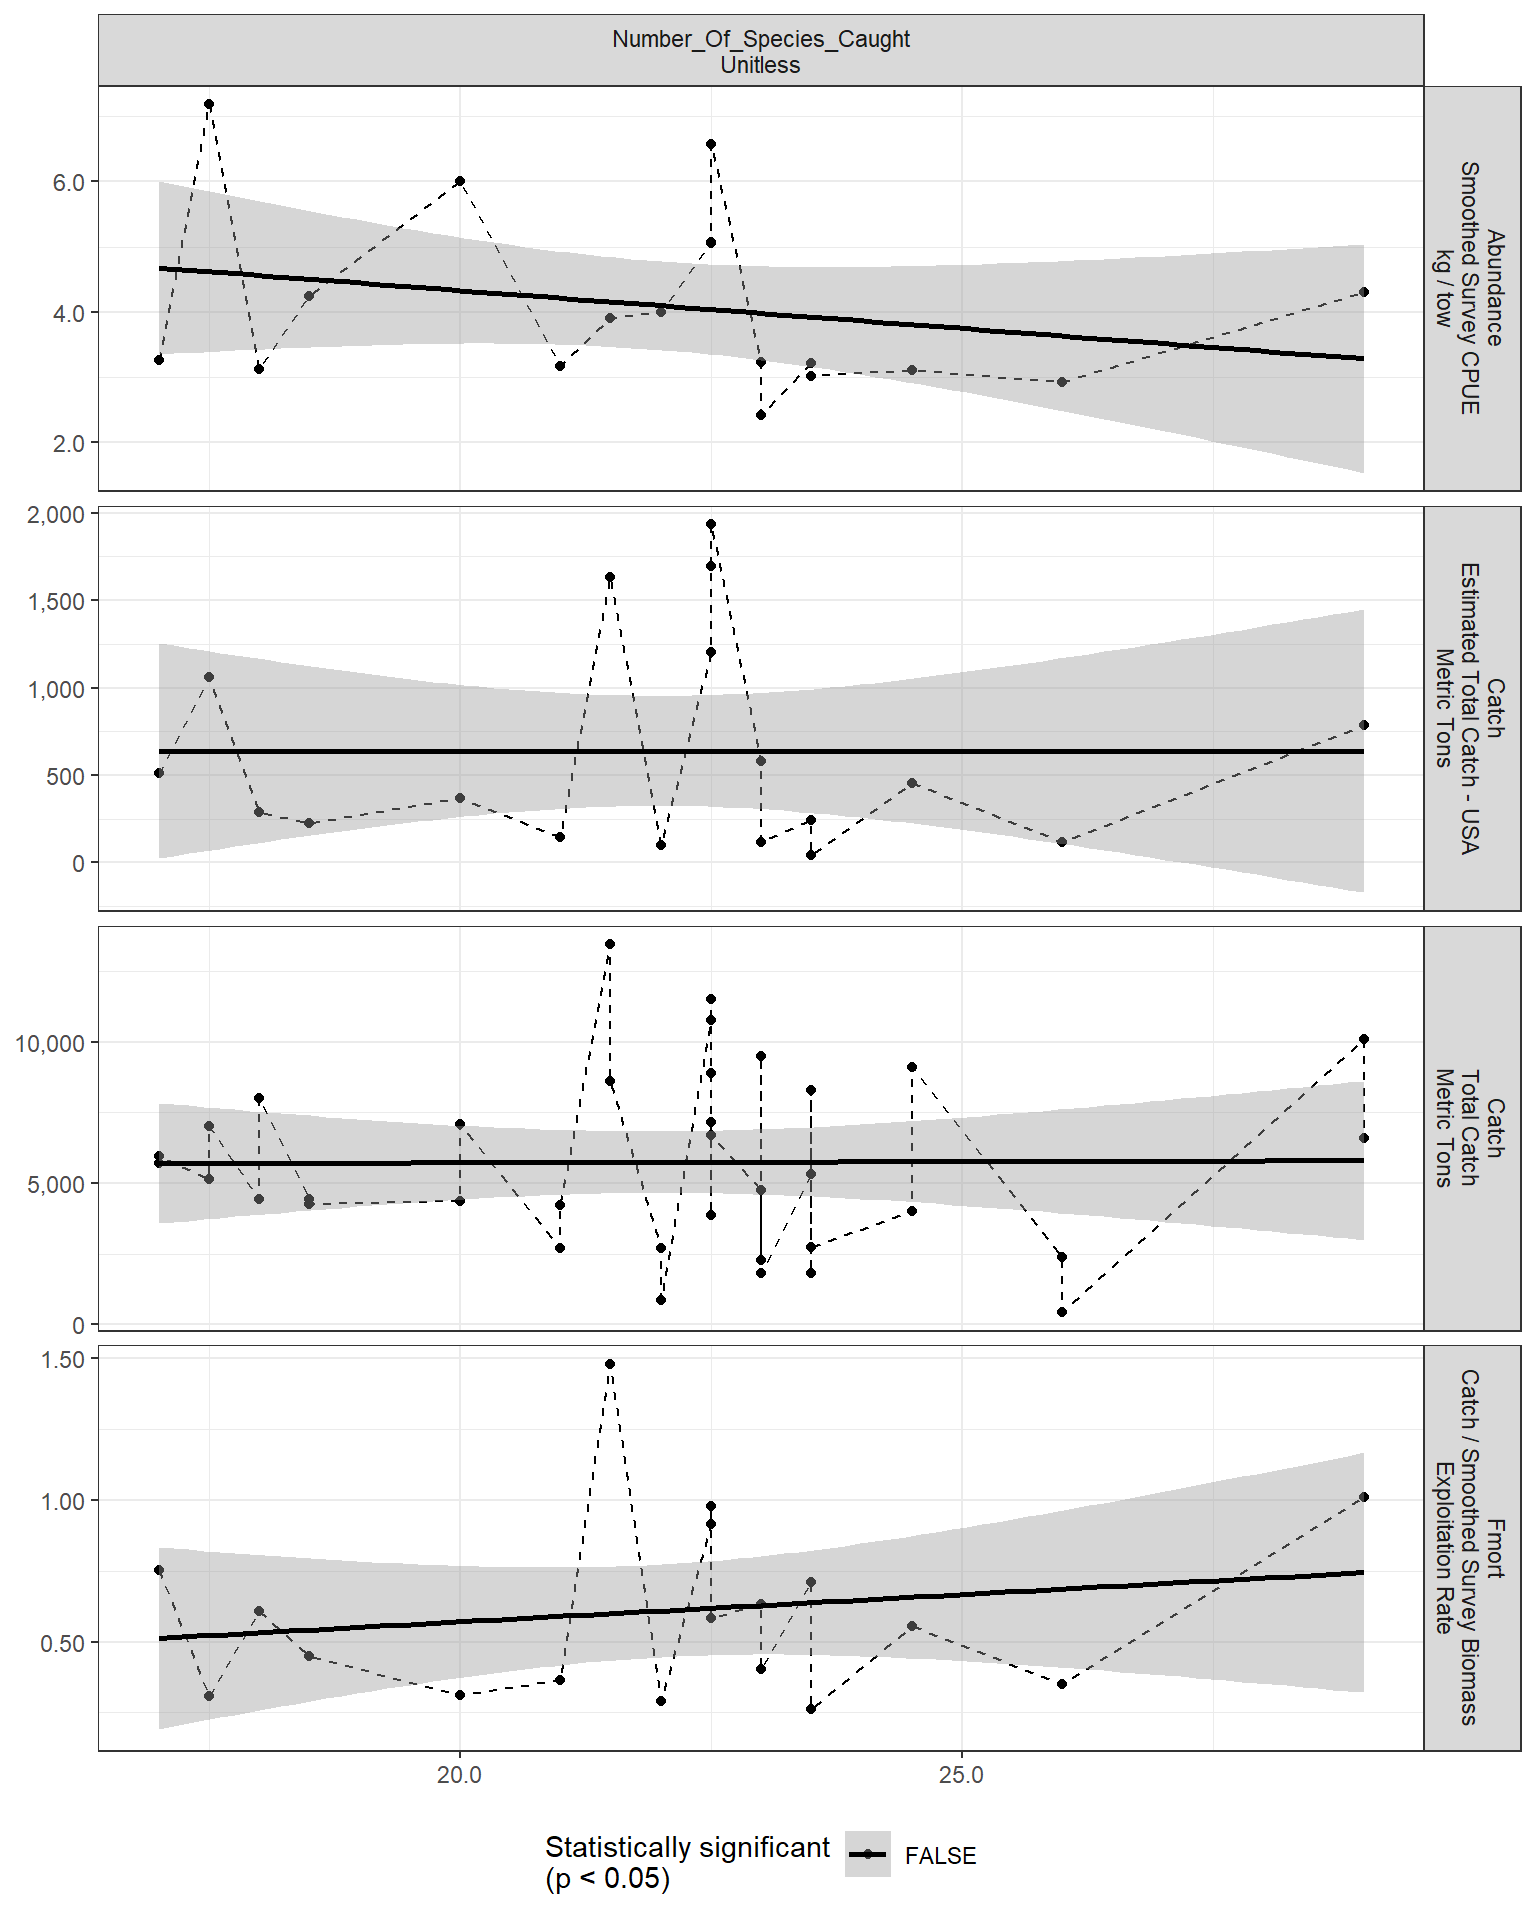 Number_Of_Species_Caught
Unitless
6.0
4.0
2.0
Abundance
Smoothed Survey CPUE
kg / tow
2,000
1,500
1,000
500
0
Catch
Estimated Total Catch - USA
Metric Tons
10,000
5,000
0
Catch
Total Catch
Metric Tons
1.50
1.00
0.50
Fmort
Catch / Smoothed Survey Biomass
Exploitation Rate
20.0
25.0
Statistically significant
(p < 0.05)
FALSE